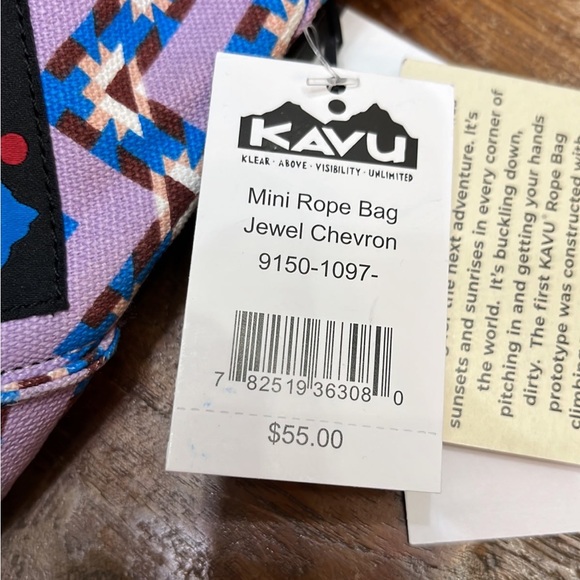 KAVU
KLEAR · ABOVE · VISIBILITY · UNLIMITED
Mini Rope Bag
Jewel Chevron
9150-1097-
7 82519 36308 0
$55.00
the next adventure. It's
sunsets and sunrises in every corner of
the world. It's buckling down,
pitching in and getting your hands
dirty. The first KAVU® Rope Bag
prototype was constructed with